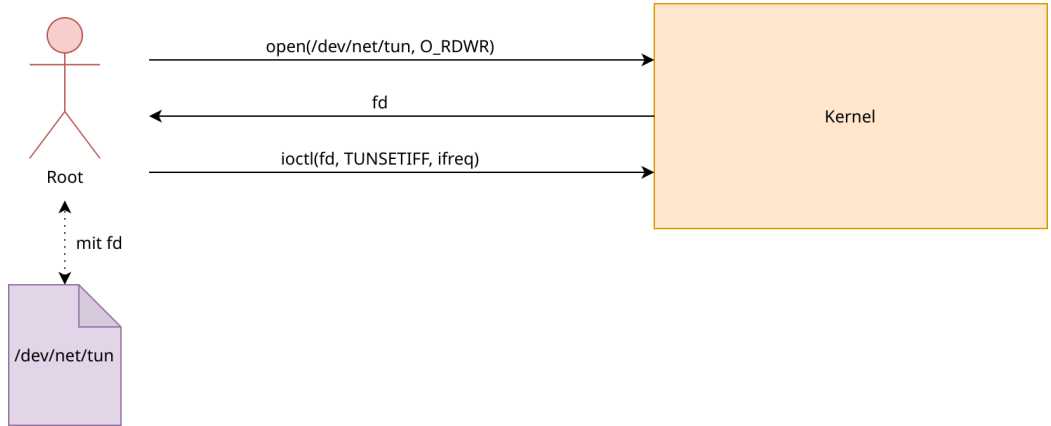 open(/dev/net/tun, O_RDWR)
fd
Kernel
ioctl(fd, TUNSETIFF, ifreq)
Root
mit fd
/dev/net/tun